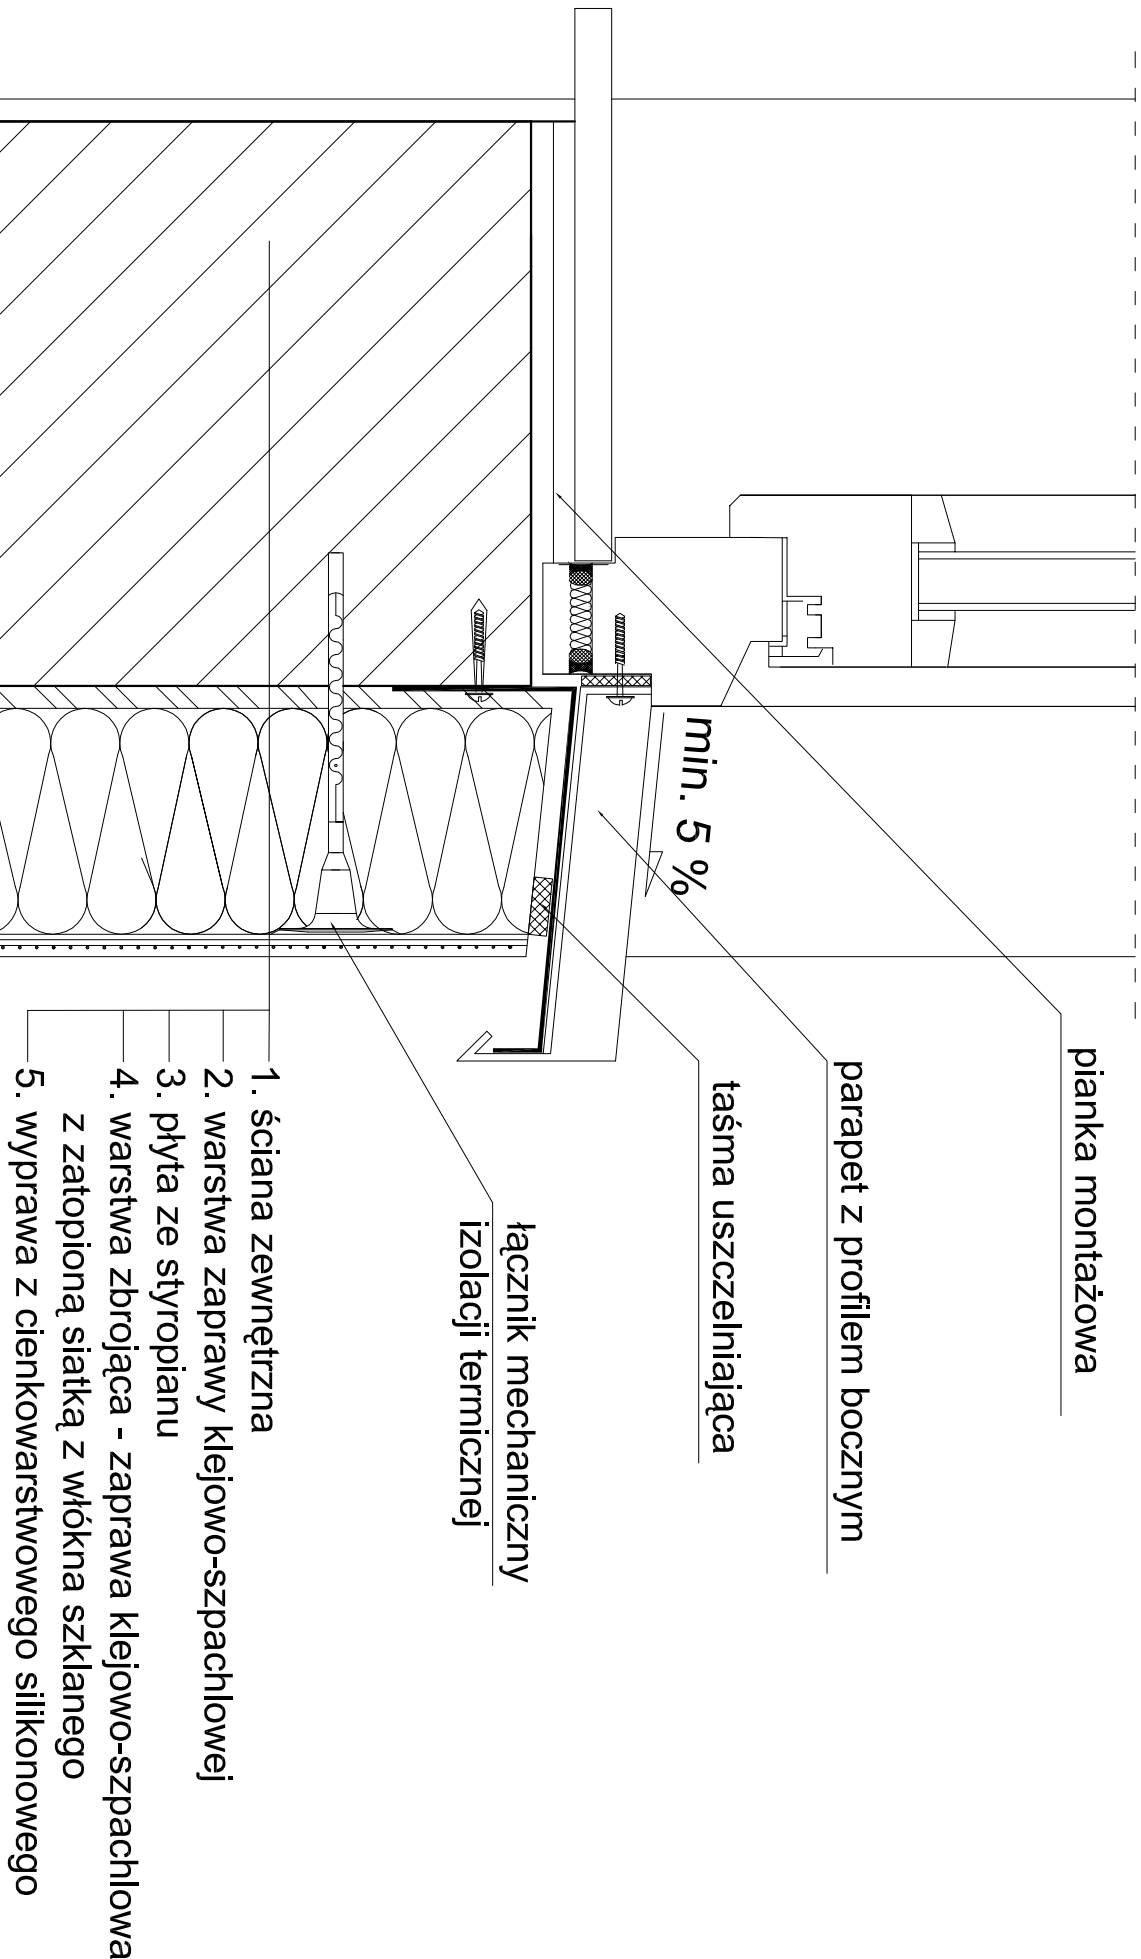 min. 5 %
pianka montażowa
parapet z profilem bocznym
taśma uszczelniająca
łącznik mechaniczny
izolacji termicznej
1. ściana zewnętrzna
2. warstwa zaprawy klejowo-szpachlowej
3. płyta ze styropianu
4. warstwa zbrojąca - zaprawa klejowo-szpachlowa
z zatopioną siatką z włókna szklanego
5. wyprawa z cienkowarstwowego silikonowego